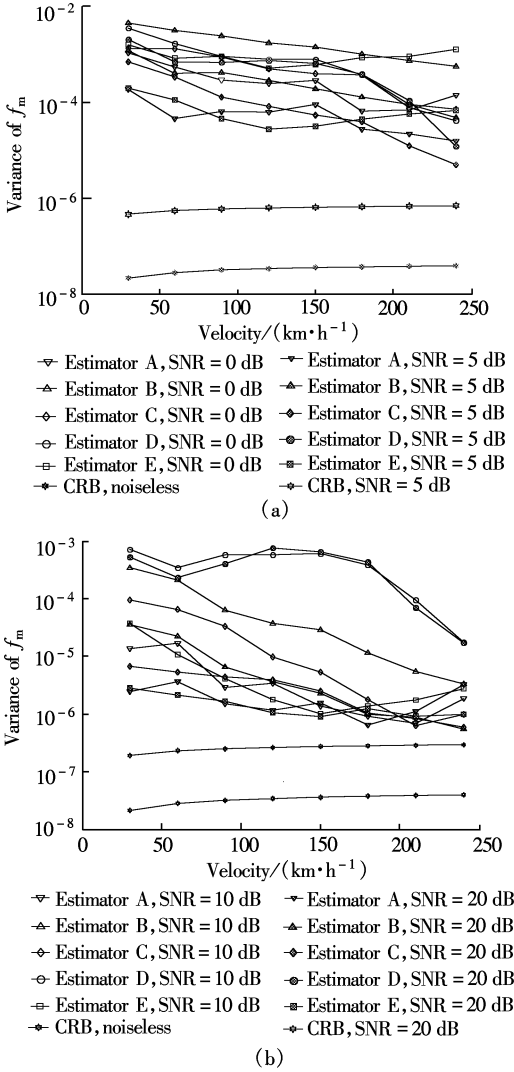 10⁻²
10⁻⁴
10⁻⁶
10⁻⁸
Variance of fₘ
0 50 100 150 200 250
Velocity/(km·h⁻¹)
Estimator A,SNR=0 dB Estimator A,SNR=5 dB
Estimator B,SNR=0 dB Estimator B,SNR=5 dB
Estimator C,SNR=0 dB Estimator C,SNR=5 dB
Estimator D,SNR=0 dB Estimator D,SNR=5 dB
Estimator E,SNR=0 dB Estimator E,SNR=5 dB
CRB,noiseless CRB,SNR=5 dB
(a)
10⁻³
10⁻⁴
10⁻⁵
10⁻⁶
10⁻⁷
10⁻⁸
Variance of fₘ
0 50 100 150 200 250
Velocity/(km·h⁻¹)
Estimator A,SNR=10 dB Estimator A,SNR=20 dB
Estimator B,SNR=10 dB Estimator B,SNR=20 dB
Estimator C,SNR=10 dB Estimator C,SNR=20 dB
Estimator D,SNR=10 dB Estimator D,SNR=20 dB
Estimator E,SNR=10 dB Estimator E,SNR=20 dB
CRB,noiseless CRB,SNR=20 dB
(b)